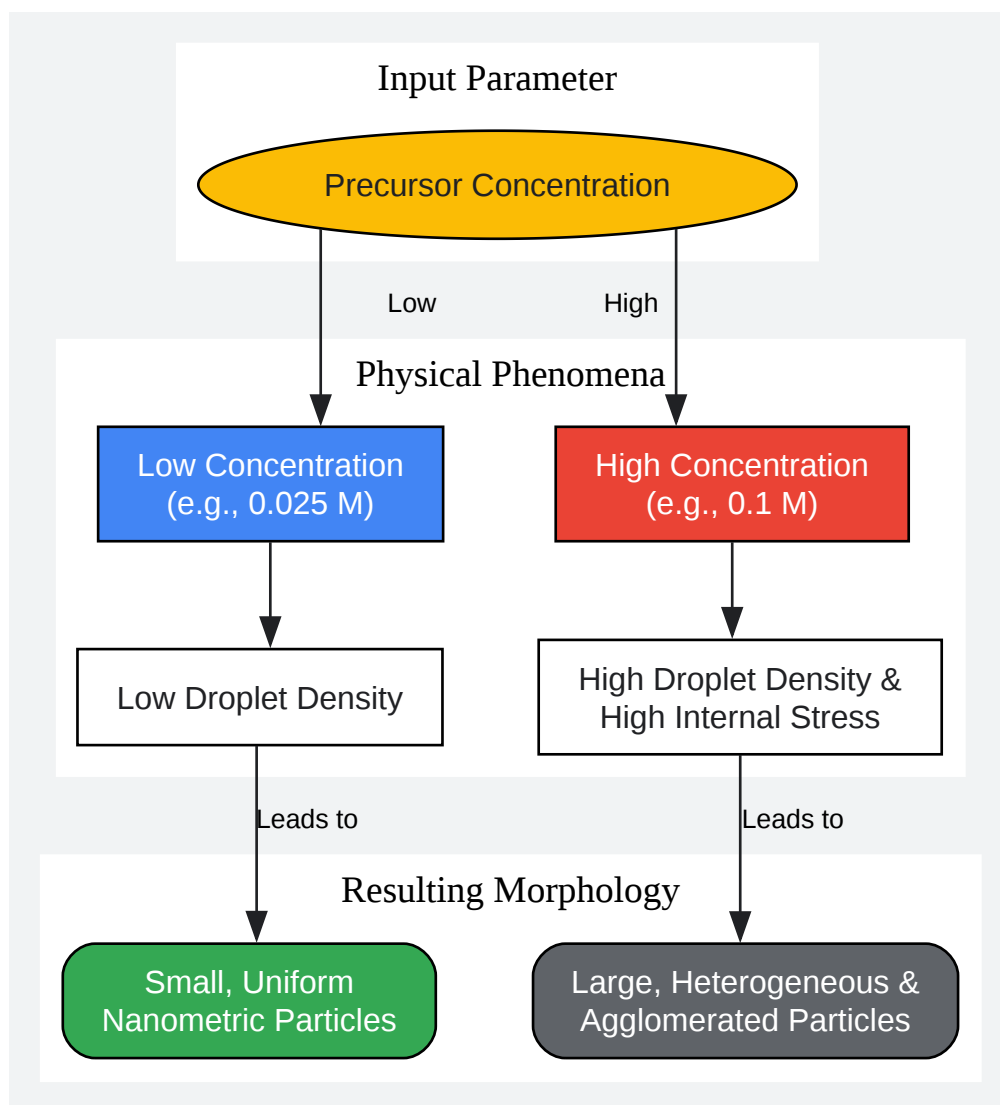 Input Parameter
Precursor Concentration
Low
High
Physical Phenomena
Low Concentration
(e.g., 0.025 M)
High Concentration
(e.g., 0.1 M)
Low Droplet Density
High Droplet Density &
High Internal Stress
Leads to
Leads to
Resulting Morphology
Small, Uniform
Nanometric Particles
Large, Heterogeneous &
Agglomerated Particles